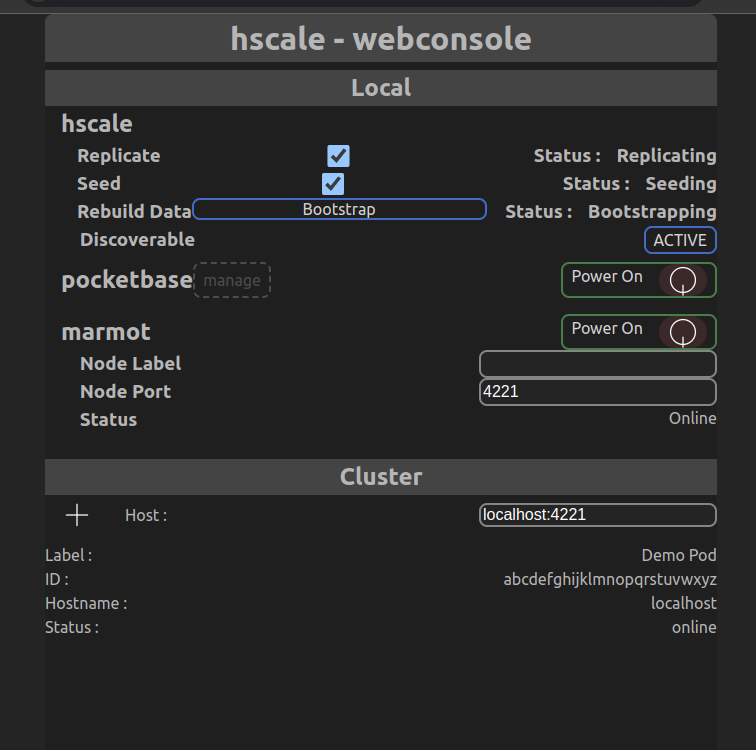 hscale - webconsole
Local
hscale
Replicate Status : Replicating
Seed Status : Seeding
Rebuild Data Bootstrap Status : Bootstrapping
Discoverable ACTIVE
pocketbase manage Power On
marmot Power On
Node Label
Node Port 4221
Status Online
Cluster
Host : localhost:4221
Label : Demo Pod
ID : abcdefghijklmnopqrstuvwxyz
Hostname : localhost
Status : online